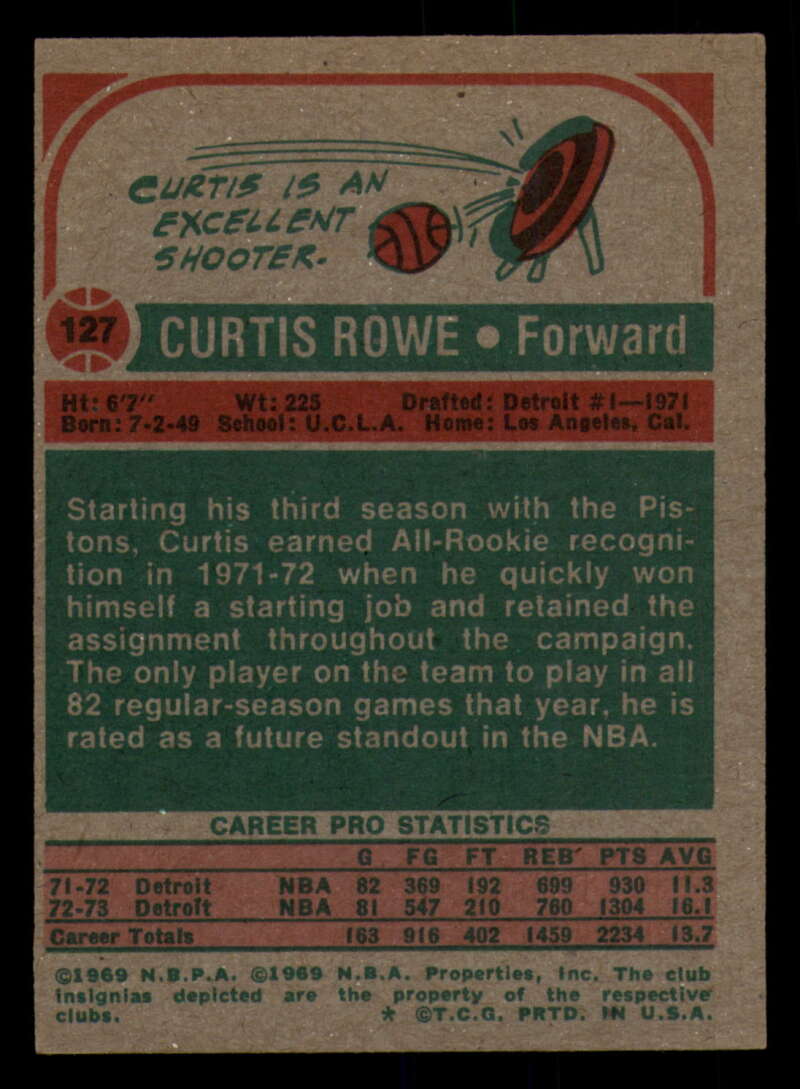 CURTIS IS AN
EXCELLENT
SHOOTER.
127
CURTIS ROWE • Forward
Ht: 6'7" Wt: 225 Drafted: Detroit #1—1971
Born: 7-2-49 School: U.C.L.A. Home: Los Angeles, Cal.
Starting his third season with the Pis-
tons, Curtis earned All-Rookie recogni-
tion in 1971-72 when he quickly won
himself a starting job and retained the
assignment throughout the campaign.
The only player on the team to play in all
82 regular-season games that year, he is
rated as a future standout in the NBA.
CAREER PRO STATISTICS
G FG FT REB PTS AVG
71-72 Detroit NBA 82 369 192 699 930 11.3
72-73 Detroit NBA 81 547 210 760 1304 16.1
Career Totals 163 916 402 1459 2234 13.7
©1969 N.B.P.A. ©1969 N.B.A. Properties, Inc. The club
insignias depicted are the property of the respective
clubs. * ©T.C.G. PRTD. IN U.S.A.